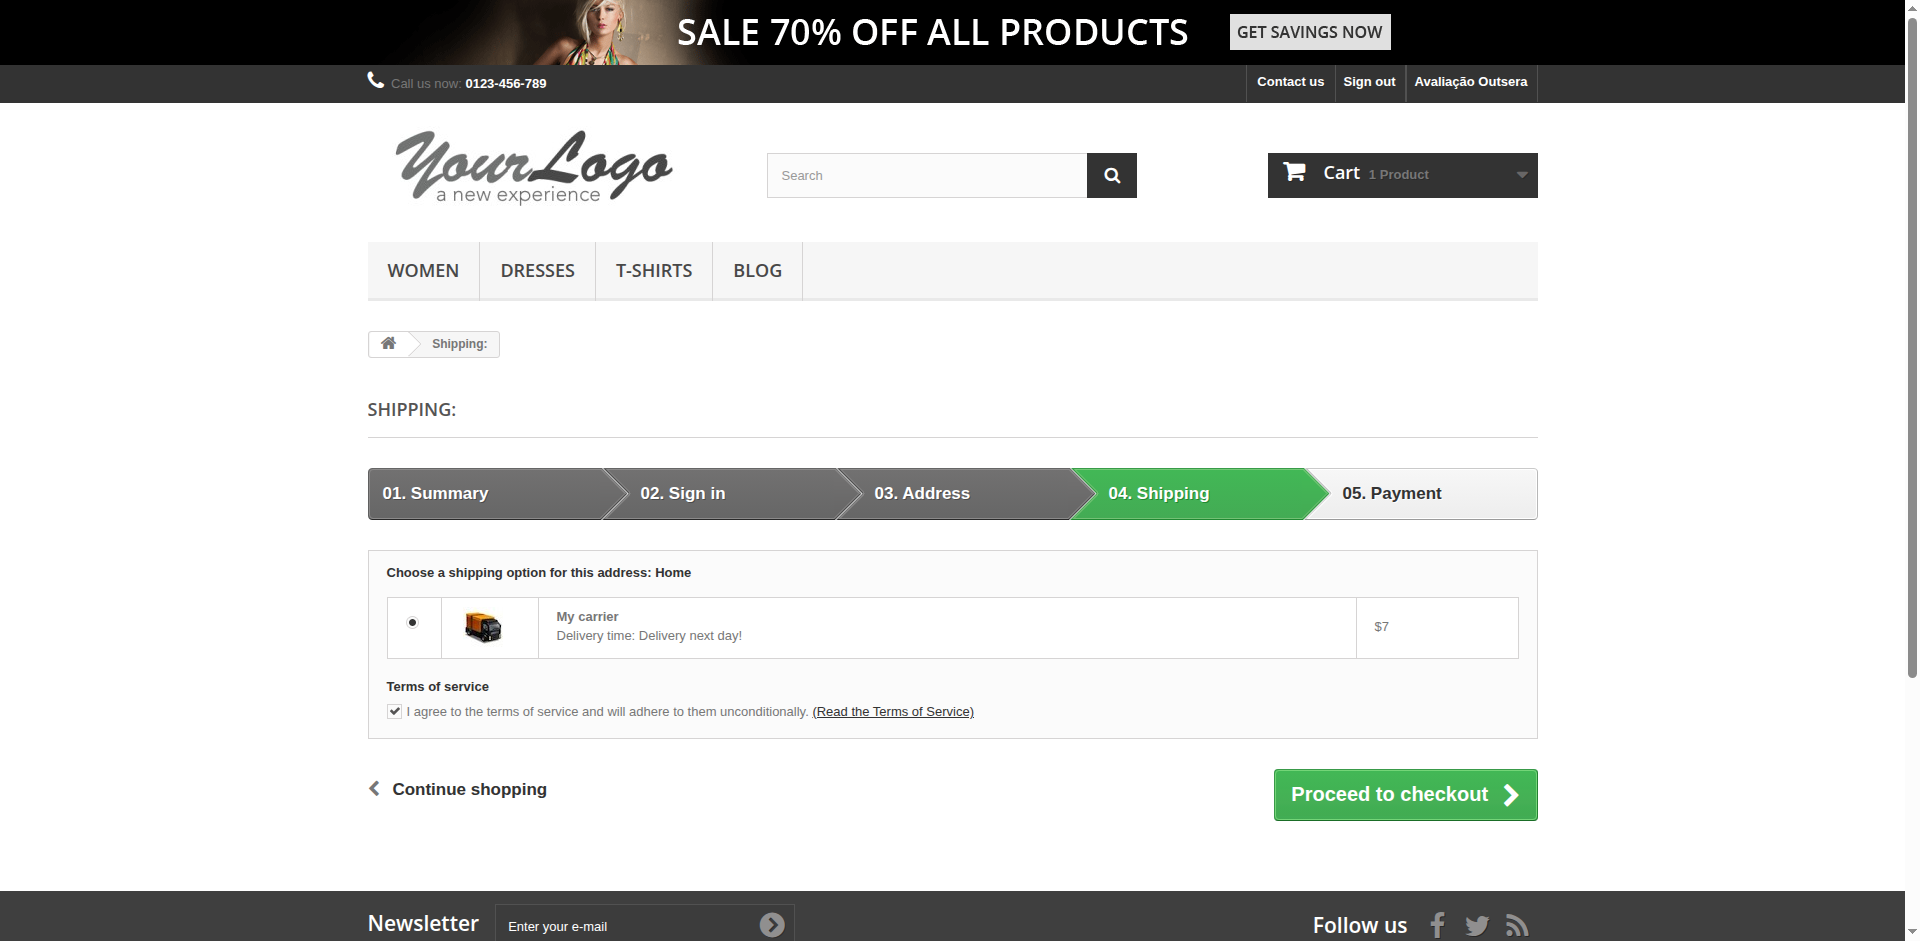 SALE 70% OFF ALL PRODUCTS GET SAVINGS NOW
Call us now: 0123-456-789 Contact us Sign out Avaliação Outsera
YourLogo
a new experience
Search
Cart 1 Product
WOMEN DRESSES T-SHIRTS BLOG
Shipping:
SHIPPING:
01. Summary 02. Sign in 03. Address 04. Shipping 05. Payment
Choose a shipping option for this address: Home
My carrier
Delivery time: Delivery next day!
$7
Terms of service
I agree to the terms of service and will adhere to them unconditionally. (Read the Terms of Service)
Continue shopping Proceed to checkout
Newsletter Enter your e-mail Follow us